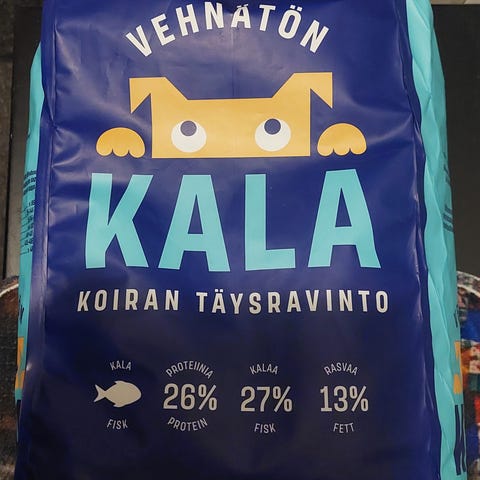 VEHNÄTÖN
KALA
KOIRAN TÄYSRAVINTO
KALA
FISK
PROTEIINIA
26%
PROTEIN
KALAA
27%
FISK
RASVAA
13%
FETT